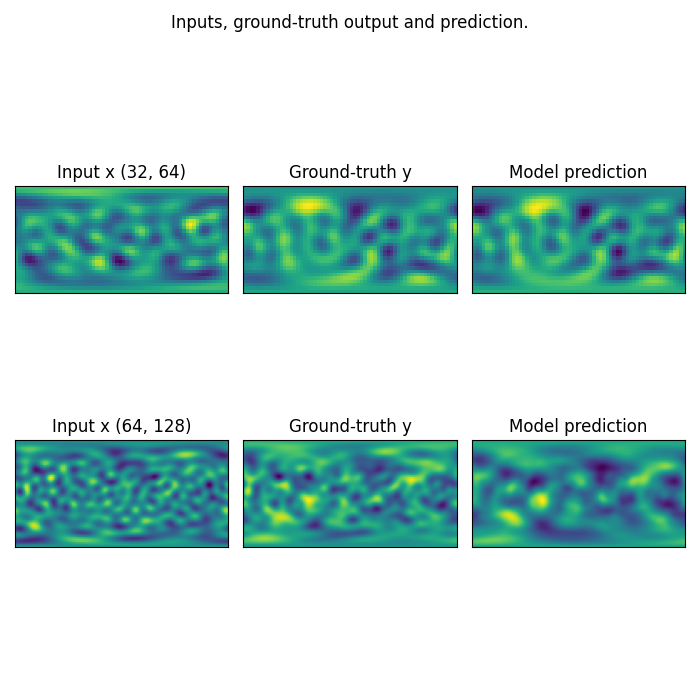 Inputs, ground-truth output and prediction.
Input x (32, 64)
Ground-truth y
Model prediction
Input x (64, 128)
Ground-truth y
Model prediction